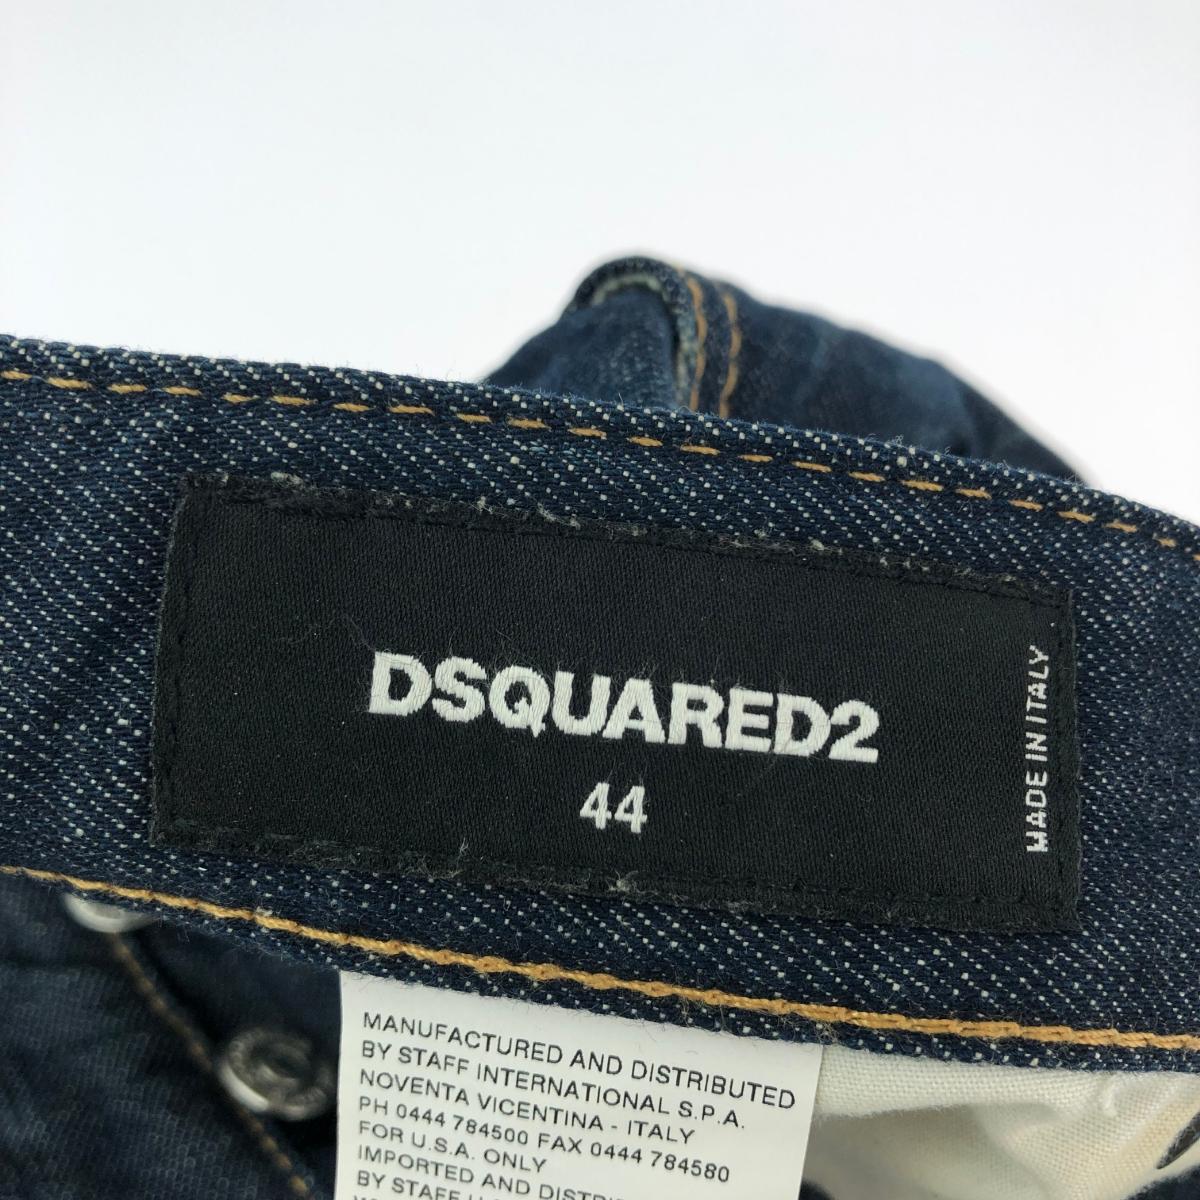 DSQUARED2
44
MADE IN ITALY
MANUFACTURED AND DISTRIBUTED
BY STAFF INTERNATIONAL S.P.A.
NOVENTA VICENTINA - ITALY
PH 0444 784500 FAX 0444 784580
FOR U.S.A. ONLY
IMPORTED AND DISTRI
BY STAFF U